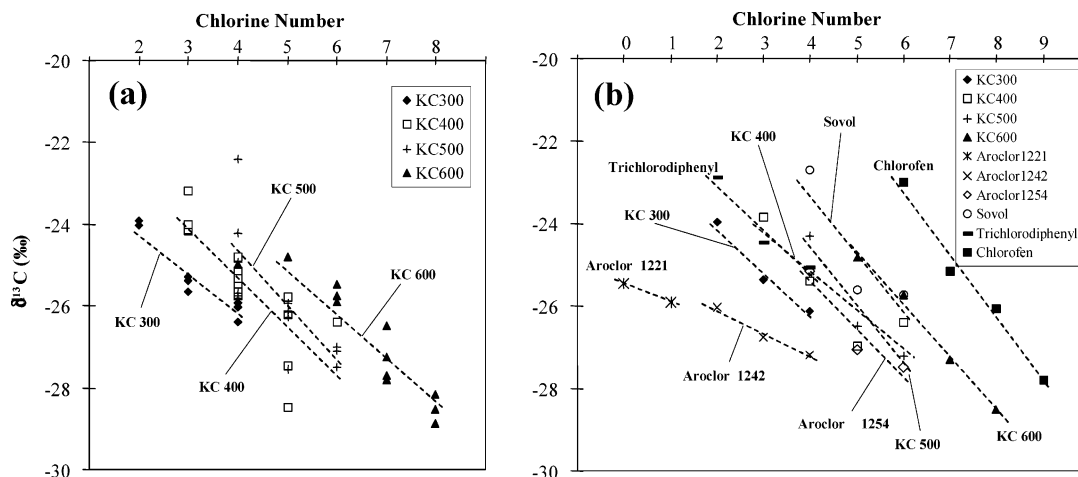 Chlorine Number
2 3 4 5 6 7 8
-20
-22
-24
-26
-28
-30
δ¹³C (‰)
(a)
KC300
KC400
KC500
KC600
KC 500
KC 600
KC 300
KC 400
Chlorine Number
0 1 2 3 4 5 6 7 8 9
-20
-22
-24
-26
-28
-30
(b)
KC300
KC400
KC500
KC600
Aroclor1221
Aroclor1242
Aroclor1254
Sovol
Trichlorodiphenyl
Chlorofen
Sovol
KC 400
Trichlorodiphenyl
Chlorofen
KC 300
Aroclor 1221
Aroclor 1242
Aroclor 1254
KC 500
KC 600